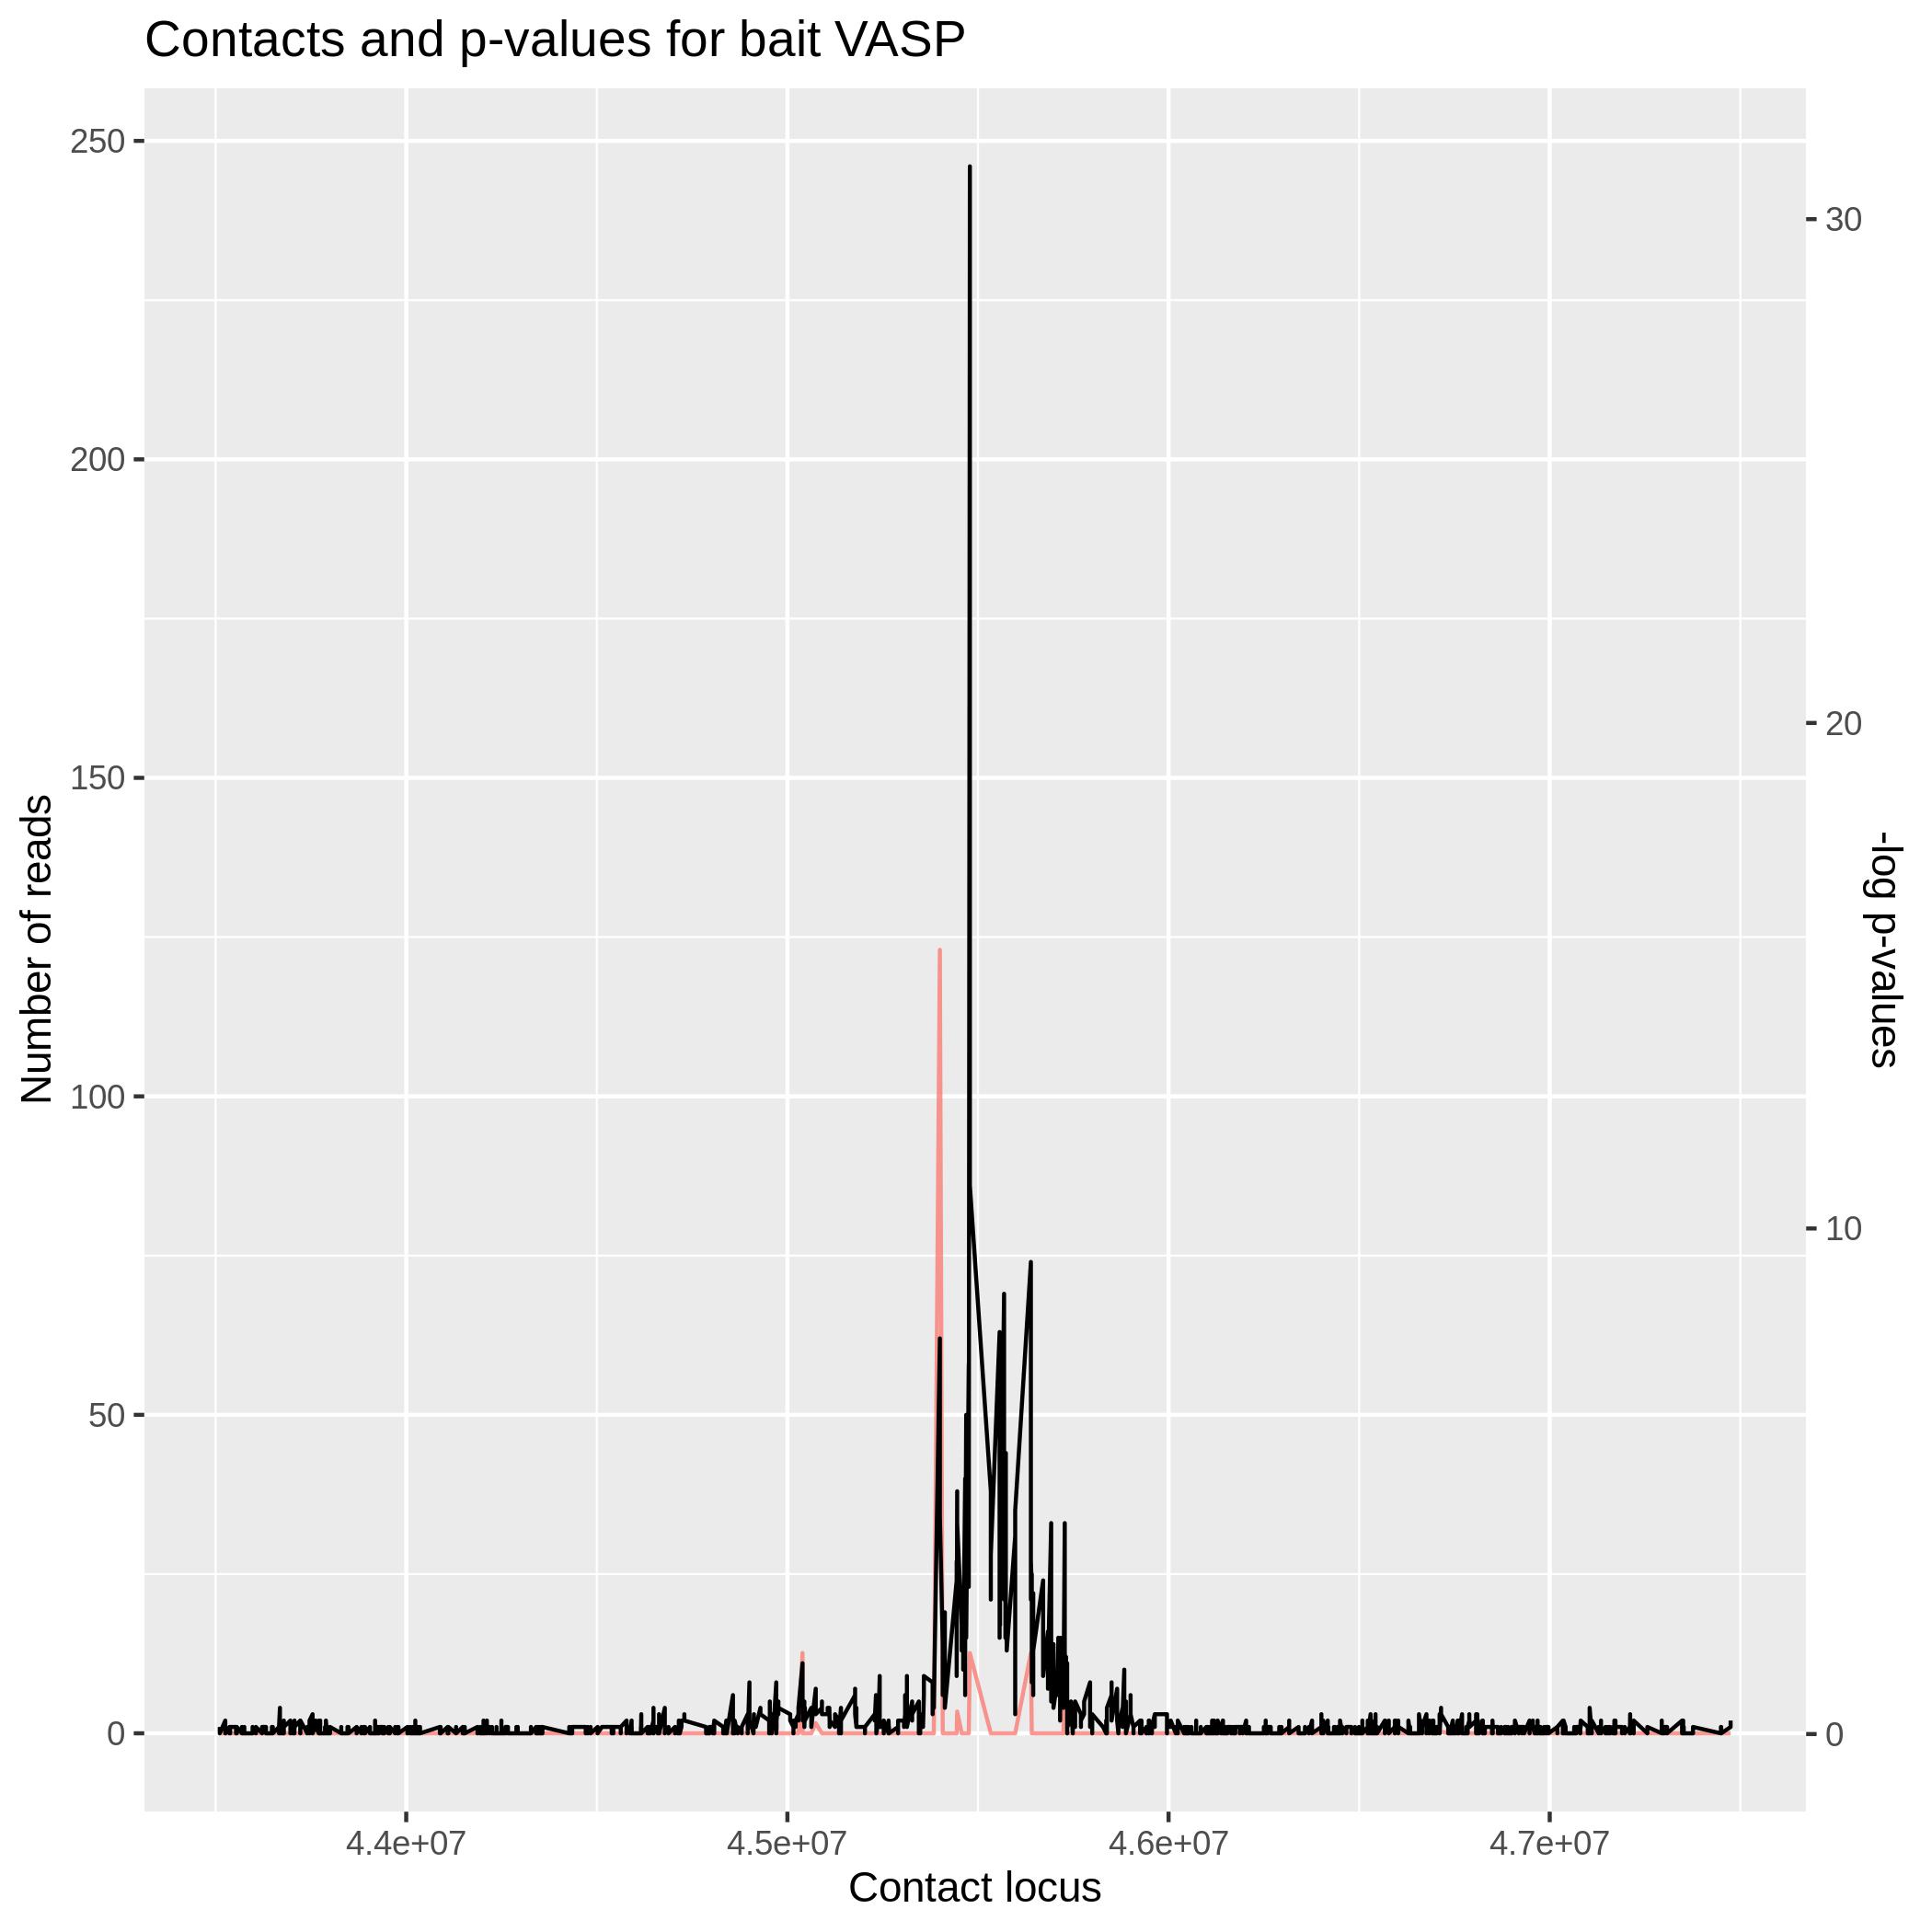 Contacts and p-values for bait VASP
250
200
150
100
50
0
Number of reads
30
20
10
0
-log p-values
4.4e+07
4.5e+07
4.6e+07
4.7e+07
Contact locus